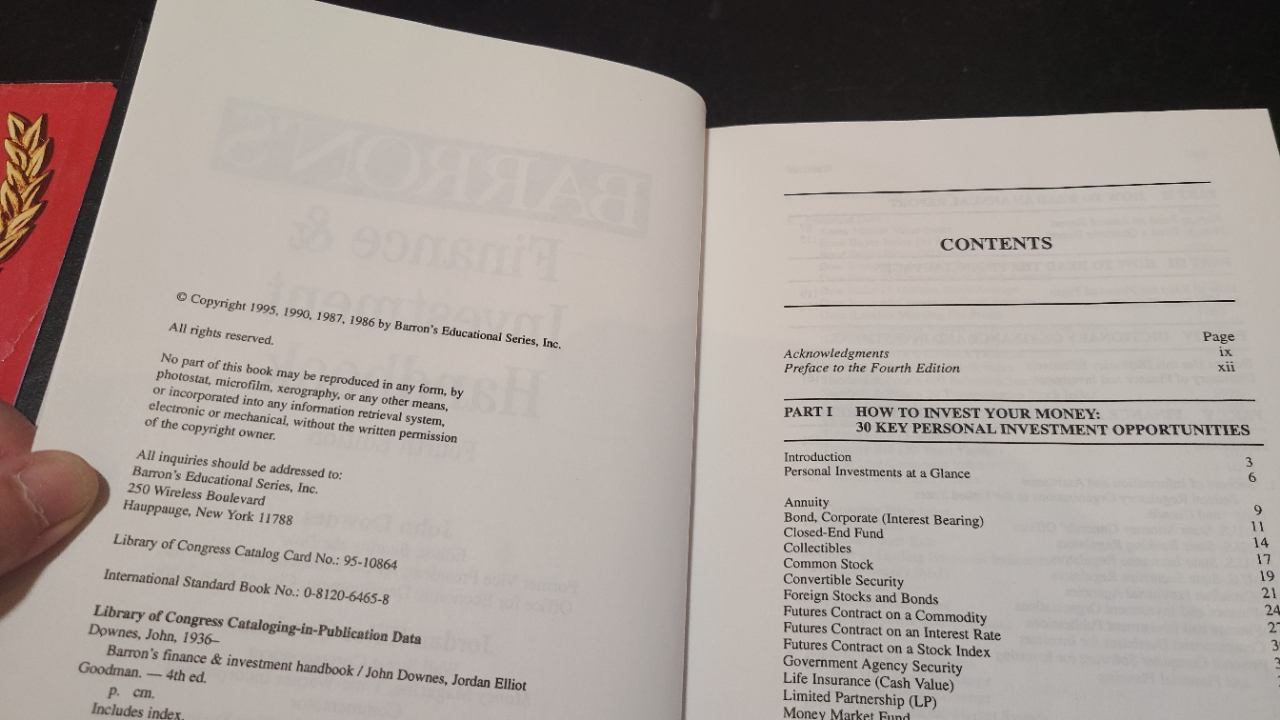 © Copyright 1995, 1990, 1987, 1986 by Barron's Educational Series, Inc.
All rights reserved.
No part of this book may be reproduced in any form, by
photostat, microfilm, xerography, or any other means,
or incorporated into any information retrieval system,
electronic or mechanical, without the written permission
of the copyright owner.
All inquiries should be addressed to:
Barron's Educational Series, Inc.
250 Wireless Boulevard
Hauppauge, New York 11788
Library of Congress Catalog Card No.: 95-10864
International Standard Book No.: 0-8120-6465-8
Library of Congress Cataloging-in-Publication Data
Downes, John, 1936–
Barron's finance & investment handbook / John Downes, Jordan Elliot
Goodman. — 4th ed.
p. cm.
Includes index.
CONTENTS
Page
Acknowledgments ix
Preface to the Fourth Edition xii
PART I HOW TO INVEST YOUR MONEY:
30 KEY PERSONAL INVESTMENT OPPORTUNITIES
Introduction 3
Personal Investments at a Glance 6
Annuity 9
Bond, Corporate (Interest Bearing) 11
Closed-End Fund 14
Collectibles 17
Common Stock 19
Convertible Security 21
Foreign Stocks and Bonds 24
Futures Contract on a Commodity
Futures Contract on an Interest Rate
Futures Contract on a Stock Index
Government Agency Security
Life Insurance (Cash Value)
Limited Partnership (LP)
Money Market Fund